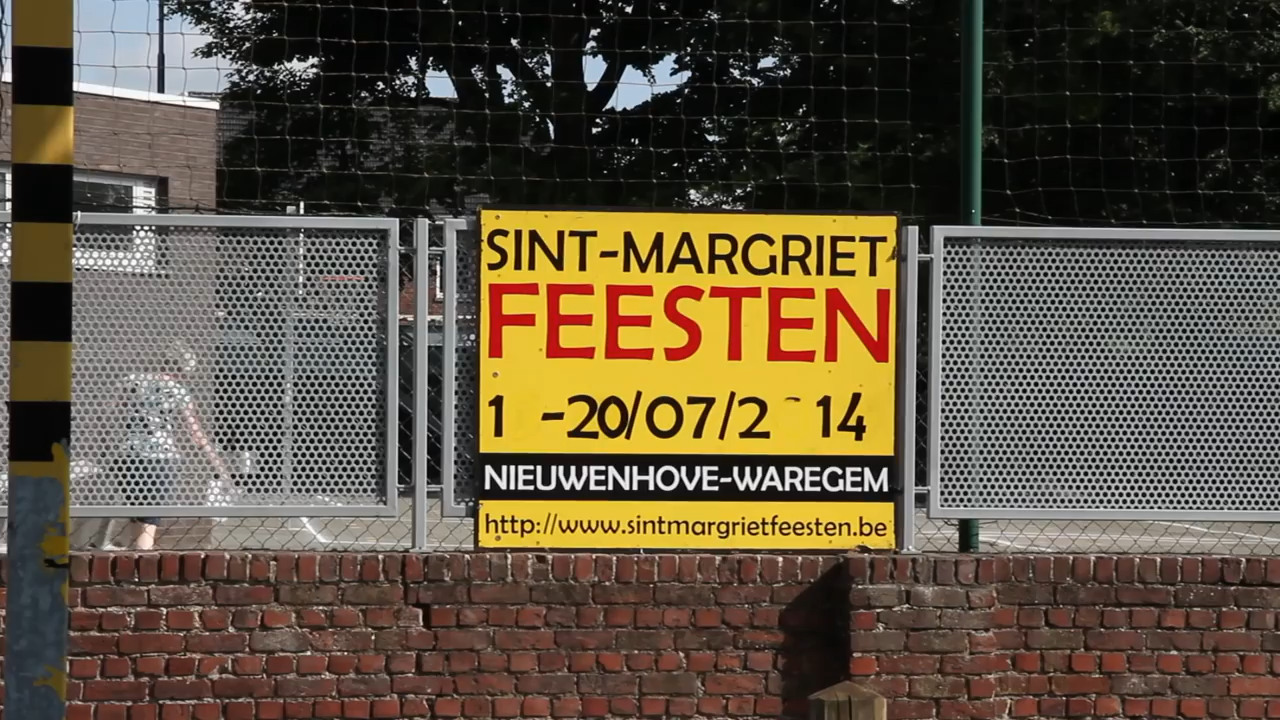 SINT-MARGRIET
FEESTEN
1 -20/07/2 14
NIEUWENHOVE-WAREGEM
http://www.sintmargrietfeesten.be